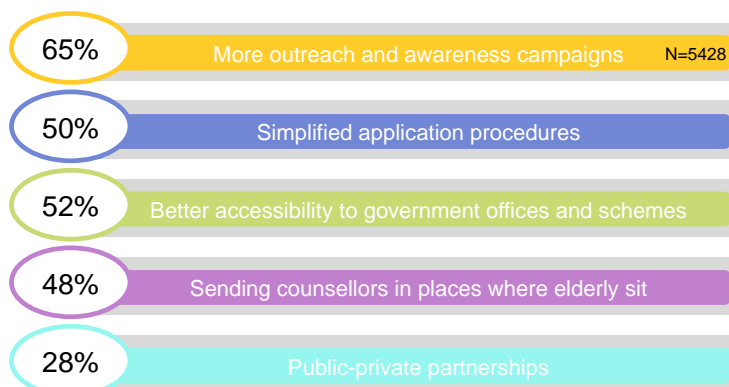 65% More outreach and awareness campaigns N=5428
50% Simplified application procedures
52% Better accessibility to government offices and schemes
48% Sending counsellors in places where elderly sit
28% Public-private partnerships